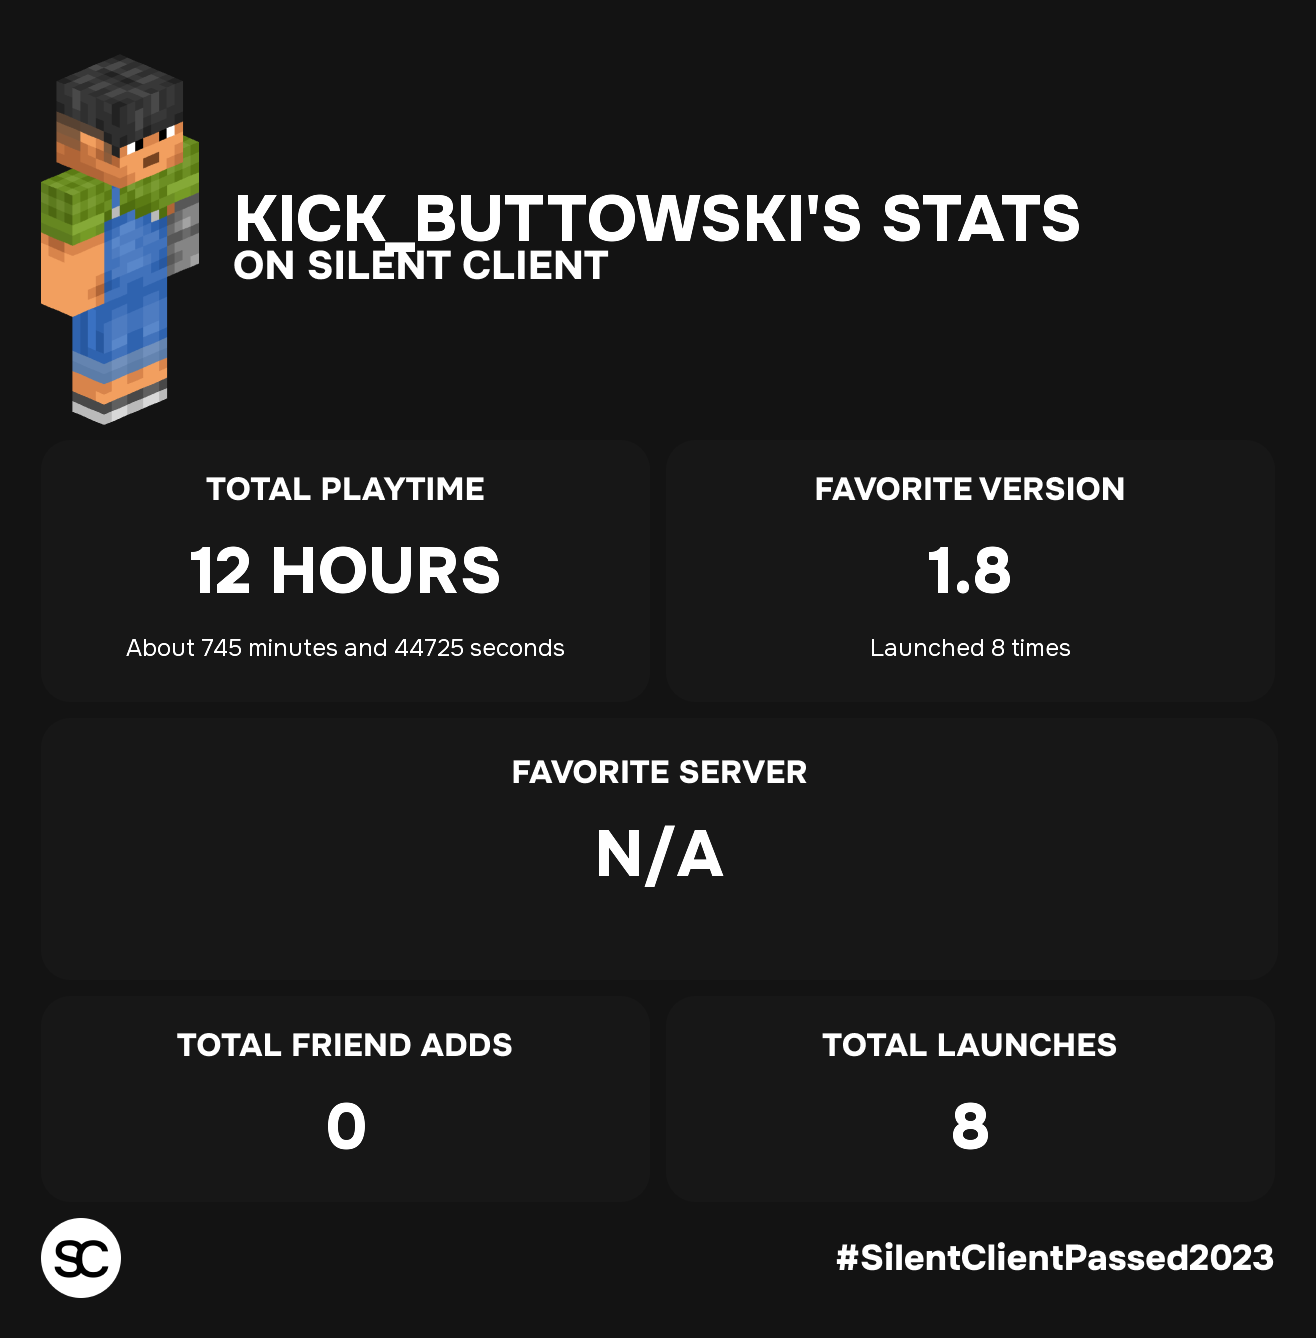 KICK_BUTTOWSKI'S STATS
ON SILENT CLIENT
TOTAL PLAYTIME
12 HOURS
About 745 minutes and 44725 seconds
FAVORITE VERSION
1.8
Launched 8 times
FAVORITE SERVER
N/A
TOTAL FRIEND ADDS
0
TOTAL LAUNCHES
8
SC
#SilentClientPassed2023